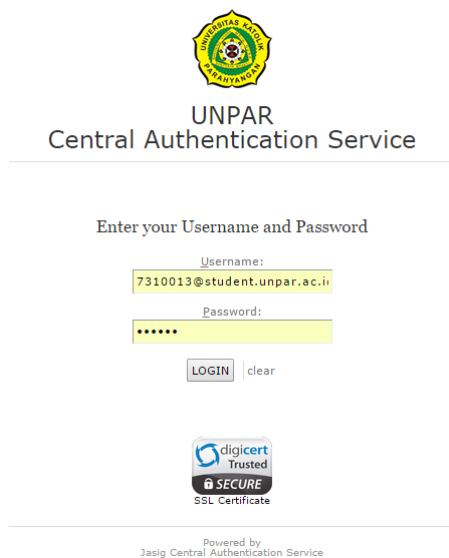 UNIVERSITAS KATOLIK
PARAHYANGAN
UNPAR
Central Authentication Service
Enter your Username and Password
Username:
7310013@student.unpar.ac.i
Password:
••••••
LOGIN clear
digicert
Trusted
SECURE
SSL Certificate
Powered by
Jasig Central Authentication Service